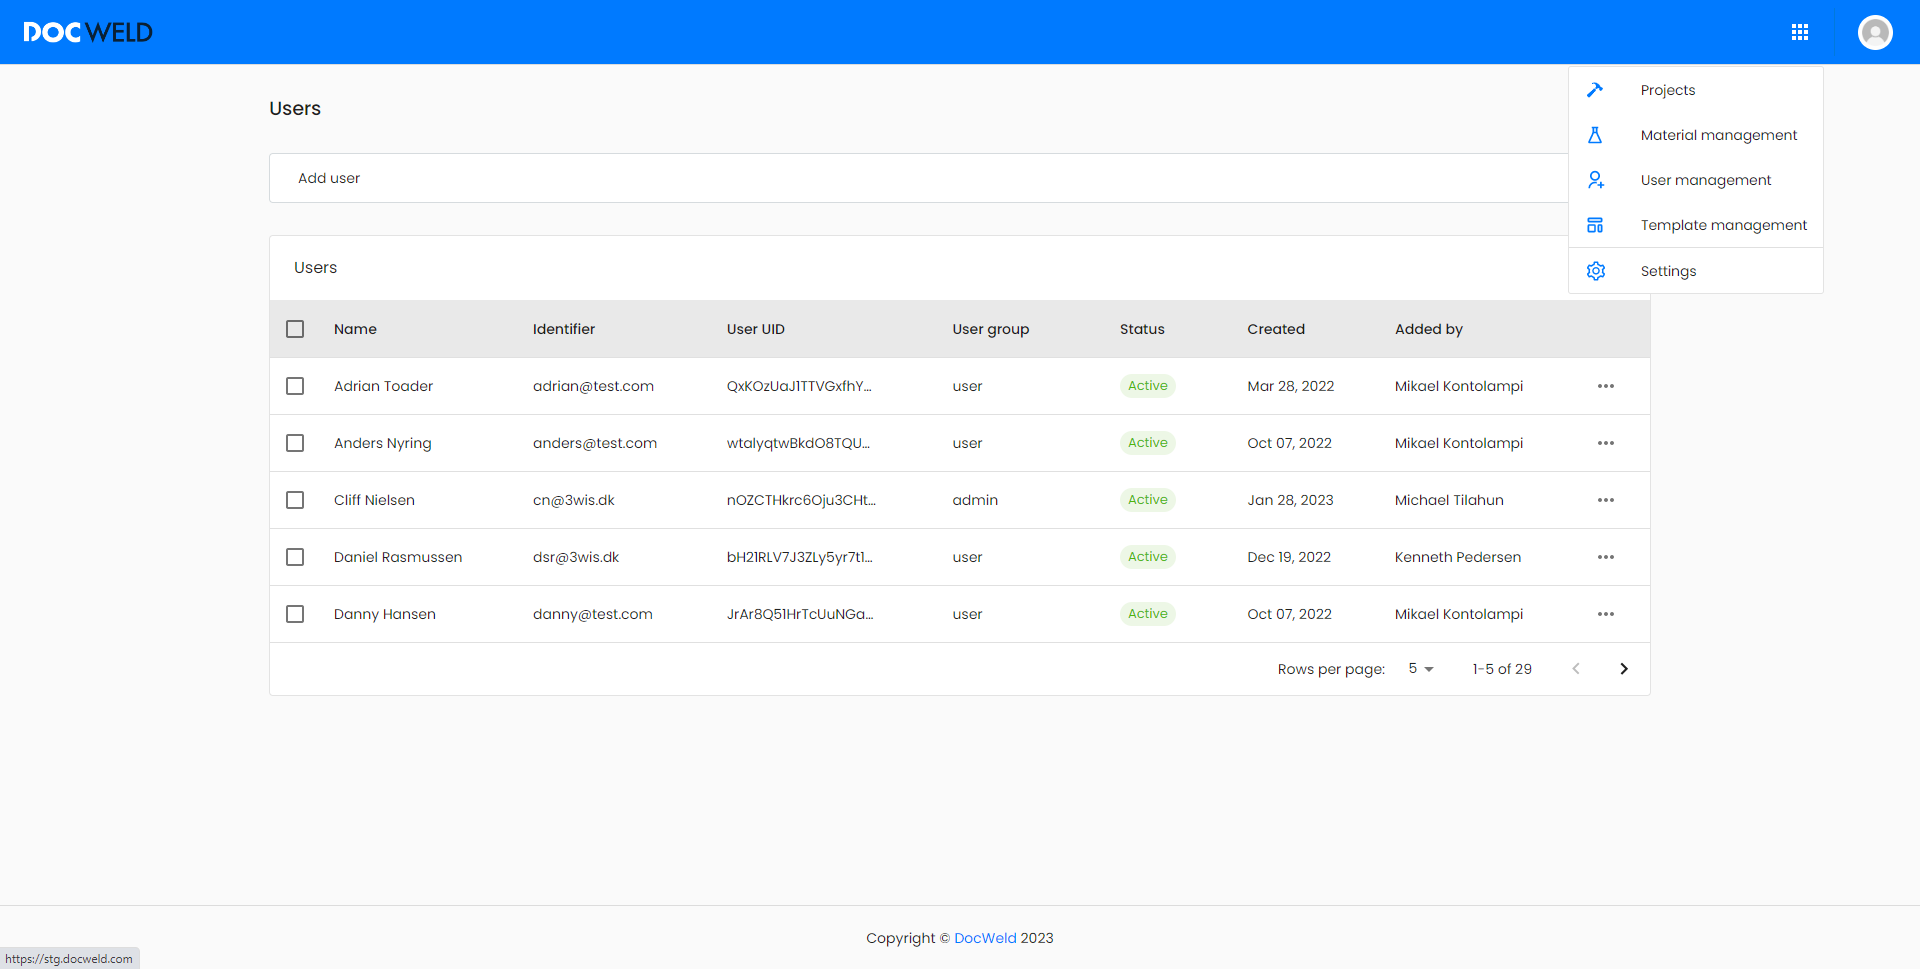 DOCWELD
Projects
Material management
User management
Template management
Settings
Users
Add user
Users
Name Identifier User UID User group Status Created Added by
Adrian Toader adrian@test.com QxKOzUaJ1TTVGxfhY... user Active Mar 28, 2022 Mikael Kontolampi
Anders Nyring anders@test.com wtalyqtwBkdO8TQU... user Active Oct 07, 2022 Mikael Kontolampi
Cliff Nielsen cn@3wis.dk nOZCTHkrc6Oju3CHt... admin Active Jan 28, 2023 Michael Tilahun
Daniel Rasmussen dsr@3wis.dk bH21RLV7J3ZLy5yr7t1... user Active Dec 19, 2022 Kenneth Pedersen
Danny Hansen danny@test.com JrAr8Q51HrTcUuNGa... user Active Oct 07, 2022 Mikael Kontolampi
Rows per page: 5 1-5 of 29
Copyright © DocWeld 2023
https://stg.docweld.com